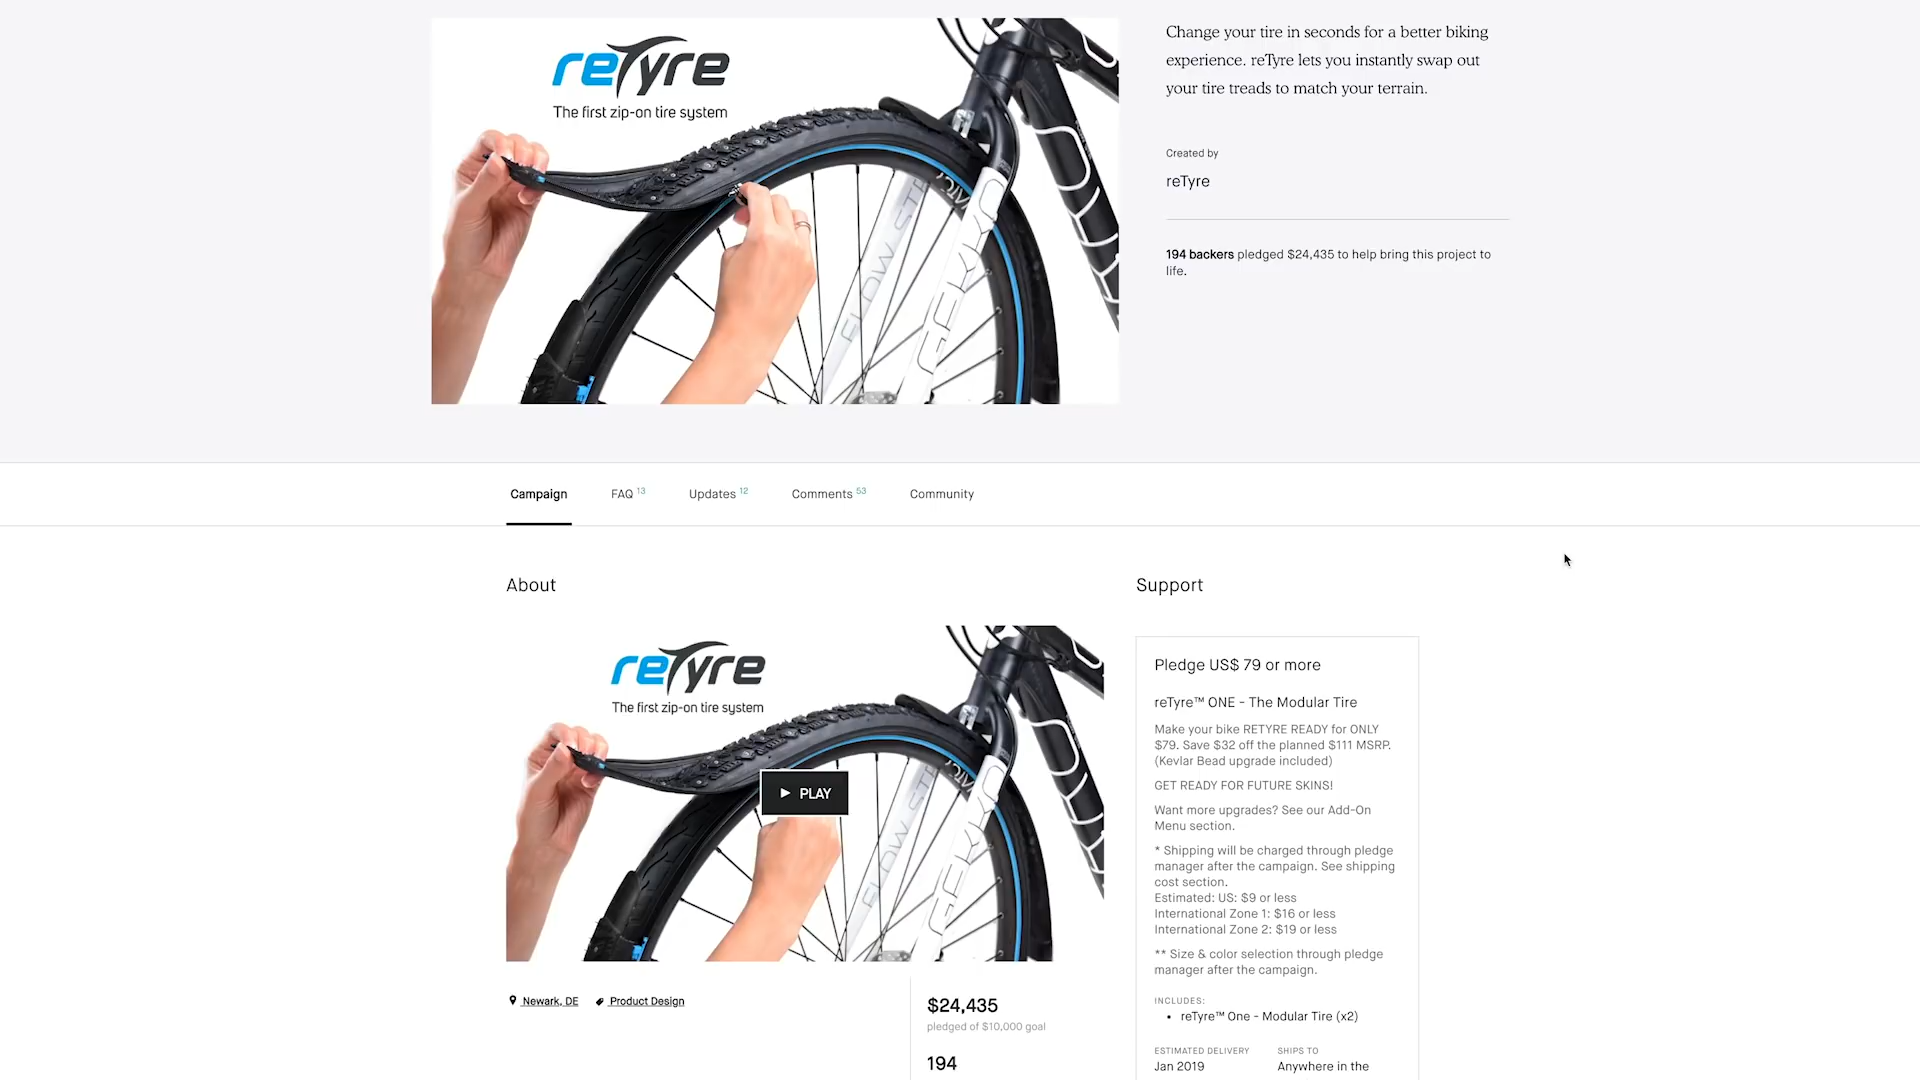 reTyre
The first zip-on tire system
Change your tire in seconds for a better biking
experience. reTyre lets you instantly swap out
your tire treads to match your terrain.
Created by
reTyre
194 backers pledged $24,435 to help bring this project to
life.
Campaign
FAQ 13
Updates 12
Comments 53
Community
About
reTyre
The first zip-on tire system
PLAY
Newark, DE
Product Design
$24,435
pledged of $10,000 goal
194
Support
Pledge US$ 79 or more
reTyre™ ONE - The Modular Tire
Make your bike RETYRE READY for ONLY
$79. Save $32 off the planned $111 MSRP.
(Kevlar Bead upgrade included)
GET READY FOR FUTURE SKINS!
Want more upgrades? See our Add-On
Menu section.
* Shipping will be charged through pledge
manager after the campaign. See shipping
cost section.
Estimated: US: $9 or less
International Zone 1: $16 or less
International Zone 2: $19 or less
** Size & color selection through pledge
manager after the campaign.
INCLUDES:
• reTyre™ One - Modular Tire (x2)
ESTIMATED DELIVERY
Jan 2019
SHIPS TO
Anywhere in the